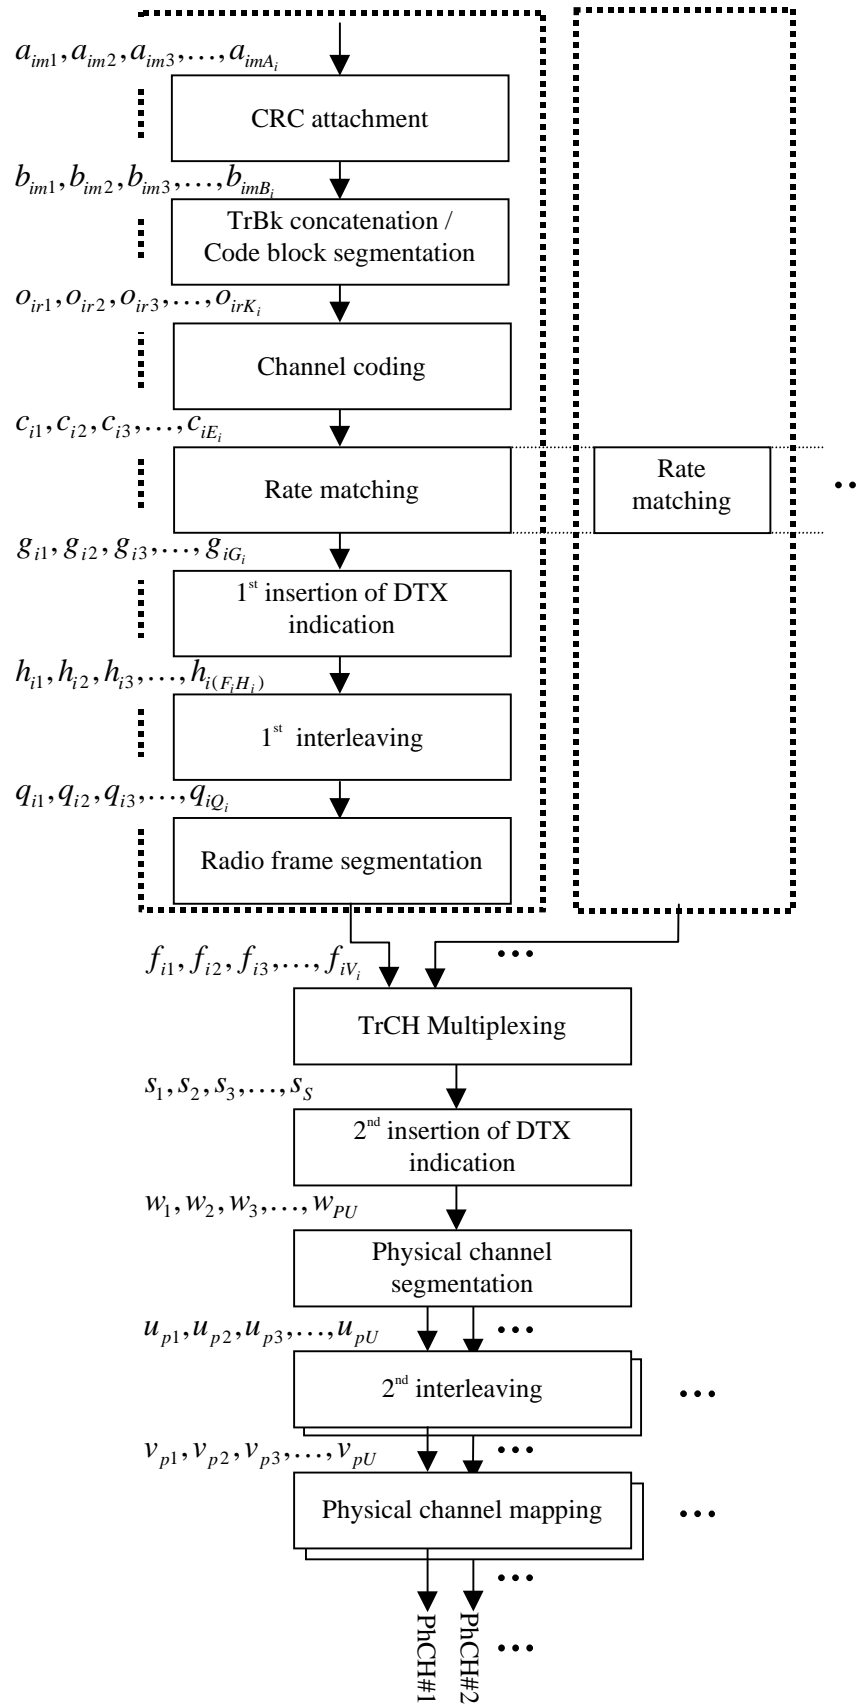 a_{im1}, a_{im2}, a_{im3}, …, a_{imA_i}
CRC attachment
b_{im1}, b_{im2}, b_{im3}, …, b_{imB_i}
TrBk concatenation /
Code block segmentation
o_{ir1}, o_{ir2}, o_{ir3}, …, o_{irK_i}
Channel coding
c_{i1}, c_{i2}, c_{i3}, …, c_{iE_i}
Rate matching
Rate
matching
g_{i1}, g_{i2}, g_{i3}, …, g_{iG_i}
1st insertion of DTX
indication
h_{i1}, h_{i2}, h_{i3}, …, h_{i(F_iH_i)}
1st interleaving
q_{i1}, q_{i2}, q_{i3}, …, q_{iQ_i}
Radio frame segmentation
f_{i1}, f_{i2}, f_{i3}, …, f_{iV_i}
TrCH Multiplexing
s_1, s_2, s_3, …, s_S
2nd insertion of DTX
indication
w_1, w_2, w_3, …, w_{PU}
Physical channel
segmentation
u_{p1}, u_{p2}, u_{p3}, …, u_{pU}
2nd interleaving
v_{p1}, v_{p2}, v_{p3}, …, v_{pU}
Physical channel mapping
PhCH#1
PhCH#2